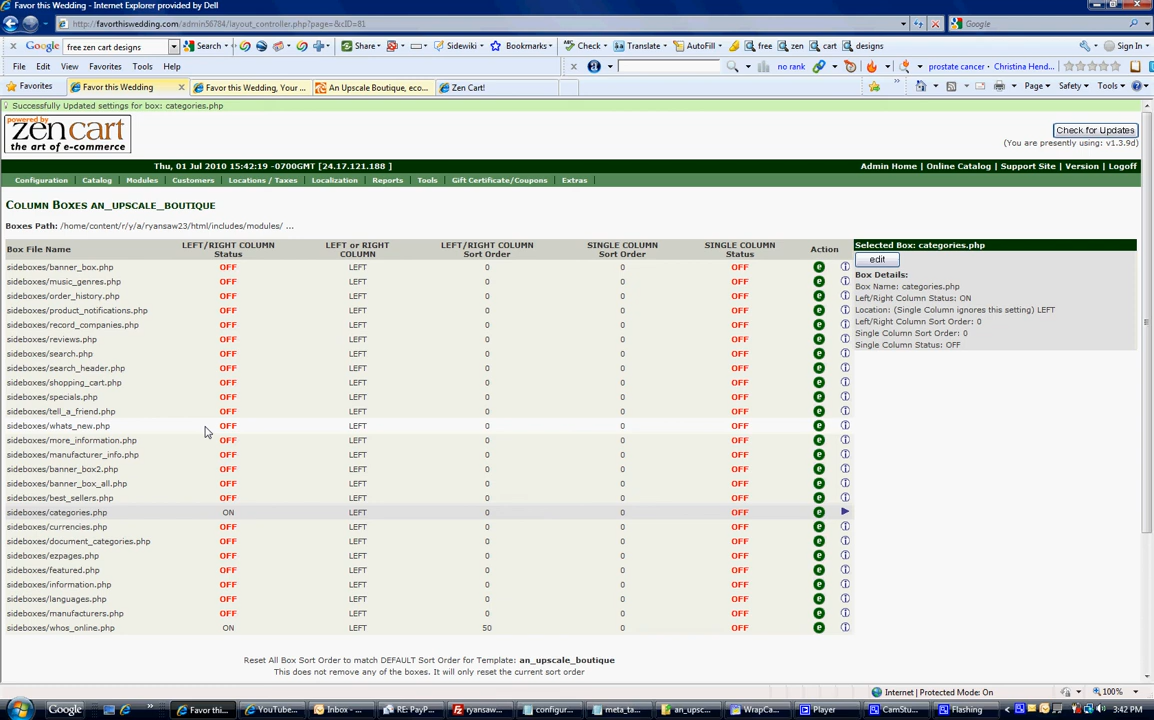 Favor this Wedding - Internet Explorer provided by Dell
http://favorthiswedding.com/admin56784/layout_controller.php?page=&cID=81
Google
Google free zen cart designs Search Share Sidewiki Bookmarks Check Translate AutoFill free zen cart designs Sign In
File Edit View Favorites Tools Help
no rank prostate cancer Christina Hend...
Favorites Favor this Wedding Favor this Wedding, Your ... An Upscale Boutique, eco... Zen Cart! Page Safety Tools
Successfully Updated settings for box: categories.php
powered by
zen cart
the art of e-commerce
Check for Updates
(You are presently using: v1.3.9d)
Thu, 01 Jul 2010 15:42:19 -0700GMT [24.17.121.188 ] Admin Home | Online Catalog | Support Site | Version | Logoff
Configuration Catalog Modules Customers Locations / Taxes Localization Reports Tools Gift Certificate/Coupons Extras
COLUMN BOXES AN_UPSCALE_BOUTIQUE
Boxes Path: /home/content/r/y/a/ryansaw23/html/includes/modules/ ...
Box File Name LEFT/RIGHT COLUMN Status LEFT or RIGHT COLUMN LEFT/RIGHT COLUMN Sort Order SINGLE COLUMN Sort Order SINGLE COLUMN Status Action
sideboxes/banner_box.php OFF LEFT 0 0 OFF e i
sideboxes/music_genres.php OFF LEFT 0 0 OFF e i
sideboxes/order_history.php OFF LEFT 0 0 OFF e i
sideboxes/product_notifications.php OFF LEFT 0 0 OFF e i
sideboxes/record_companies.php OFF LEFT 0 0 OFF e i
sideboxes/reviews.php OFF LEFT 0 0 OFF e i
sideboxes/search.php OFF LEFT 0 0 OFF e i
sideboxes/search_header.php OFF LEFT 0 0 OFF e i
sideboxes/shopping_cart.php OFF LEFT 0 0 OFF e i
sideboxes/specials.php OFF LEFT 0 0 OFF e i
sideboxes/tell_a_friend.php OFF LEFT 0 0 OFF e i
sideboxes/whats_new.php OFF LEFT 0 0 OFF e i
sideboxes/more_information.php OFF LEFT 0 0 OFF e i
sideboxes/manufacturer_info.php OFF LEFT 0 0 OFF e i
sideboxes/banner_box2.php OFF LEFT 0 0 OFF e i
sideboxes/banner_box_all.php OFF LEFT 0 0 OFF e i
sideboxes/best_sellers.php OFF LEFT 0 0 OFF e i
sideboxes/categories.php ON LEFT 0 0 OFF e
sideboxes/currencies.php OFF LEFT 0 0 OFF e i
sideboxes/document_categories.php OFF LEFT 0 0 OFF e i
sideboxes/ezpages.php OFF LEFT 0 0 OFF e i
sideboxes/featured.php OFF LEFT 0 0 OFF e i
sideboxes/information.php OFF LEFT 0 0 OFF e i
sideboxes/languages.php OFF LEFT 0 0 OFF e i
sideboxes/manufacturers.php OFF LEFT 0 0 OFF e i
sideboxes/whos_online.php ON LEFT 50 0 OFF e i
Selected Box: categories.php
edit
Box Details:
Box Name: categories.php
Left/Right Column Status: ON
Location: (Single Column ignores this setting) LEFT
Left/Right Column Sort Order: 0
Single Column Sort Order: 0
Single Column Status: OFF
Reset All Box Sort Order to match DEFAULT Sort Order for Template: an_upscale_boutique
This does not remove any of the boxes. It will only reset the current sort order
Internet | Protected Mode: On 100%
Google Favor this... YouTube... Inbox - ... RE: PayP... ryansaw... configur... meta_ta... an_upsc... WrapCa... Player CamStu... Flashing 3:42 PM